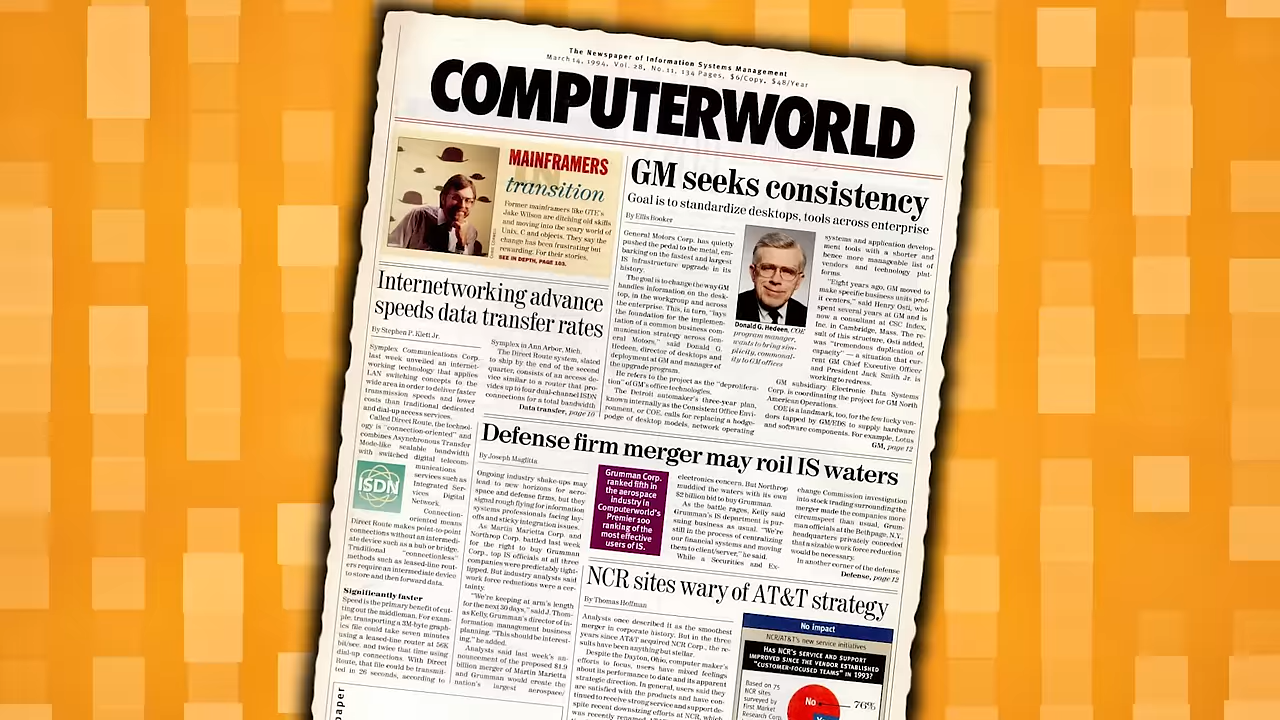 The Newspaper of Information Systems Management
March 14, 1994, Vol. 28, No. 11, 134 Pages, $6/Copy, $48/Year
COMPUTERWORLD
MAINFRAMERS
IN
transition
Former mainframers like GTE's
Jake Wilson are ditching old skills
and moving into the scary world of
Unix, C and objects. They say the
change has been frustrating but
rewarding. For their stories,
SEE IN DEPTH, PAGE 103.
GM seeks consistency
Goal is to standardize desktops, tools across enterprise
By Ellis Booker
General Motors Corp. has quietly
pushed the pedal to the metal, em-
barking on the fastest and largest
IS infrastructure upgrade in its
history.
The goal is to change the way GM
handles information on the desk-
top, in the workgroup and across
the enterprise. This, in turn, "lays
the foundation for the implemen-
tation of a common business com-
munication strategy across Gen-
eral Motors," said Donald G.
Hedeen, director of desktops and
deployment at GM and manager of
the upgrade program.
He refers to the project as the "deprolifera-
tion" of GM's office technologies.
The Detroit automaker's three-year plan,
known internally as the Consistent Office Envi-
ronment, or COE, calls for replacing a hodge-
podge of desktop models, network operating
Donald G. Hedeen, COE
program manager,
wants to bring sim-
plicity, commonal-
ity to GM offices
systems and application develop-
ment tools with a shorter and
hence more manageable list of
vendors and technology plat-
forms.
"Eight years ago, GM moved to
make specific business units prof-
it centers," said Henry Osti, who
spent several years at GM and is
now a consultant at CSC Index,
Inc. in Cambridge, Mass. The re-
sult of this structure, Osti added,
was "tremendous duplication of
capacity" — a situation that cur-
rent GM Chief Executive Officer
and President Jack Smith Jr. is
working to redress.
GM subsidiary Electronic Data Systems
Corp. is coordinating the project for GM North
American Operations.
COE is a landmark, too, for the lucky ven-
dors tapped by GM/EDS to supply hardware
and software components. For example, Lotus
GM, page 12
Internetworking advance
speeds data transfer rates
By Stephen P. Klett Jr.
Symplex Communications Corp.
last week unveiled an internet-
working technology that applies
LAN switching concepts to the
wide area in order to deliver faster
transmission speeds and lower
costs than traditional dedicated
and dial-up access services.
Called Direct Route, the technol-
ogy is "connection-oriented" and
combines Asynchronous Transfer
Mode-like scalable bandwidth
with switched digital telecom-
munications
services such as
Integrated Ser-
vices Digital
Network.
ISDN
Connection-
oriented means
Direct Route makes point-to-point
connections without an intermedi-
ate device such as a hub or bridge.
Traditional "connectionless"
methods such as leased-line rout-
ers require an intermediate device
to store and then forward data.
Significantly faster
Speed is the primary benefit of cut-
ting out the middleman. For exam-
ple, transporting a 3M-byte graph-
ics file could take seven minutes
using a leased-line router at 56K
bit/sec. and twice that time using
dial-up connections. With Direct
Route, that file could be transmit-
ted in 26 seconds, according to
Symplex in Ann Arbor, Mich.
The Direct Route system, slated
to ship by the end of the second
quarter, consists of an access de-
vice similar to a router that pro-
vides up to four dual-channel ISDN
connections for a total bandwidth
Data transfer, page 16
Defense firm merger may roil IS waters
By Joseph Maglitta
Ongoing industry shake-ups may
lead to new horizons for aero-
space and defense firms, but they
signal rough flying for information
systems professionals facing lay-
offs and sticky integration issues.
As Martin Marietta Corp. and
Northrop Corp. battled last week
for the right to buy Grumman
Corp., top IS officials at all three
companies were predictably tight-
lipped. But industry analysts said
work force reductions were a cer-
tainty.
"We're keeping at arm's length
for the next 30 days," said J. Thom-
as Kelly, Grumman's director of in-
formation management business
planning. "This should be interest-
ing," he added.
Analysts said last week's an-
nouncement of the proposed $1.9
billion merger of Martin Marietta
and Grumman would create the
nation's largest aerospace/
Grumman Corp.
ranked fifth in
the aerospace
industry in
Computerworld's
Premier 100
ranking of the
most effective
users of IS.
electronics concern. But Northrop
muddied the waters with its own
$2 billion bid to buy Grumman.
As the battle rages, Kelly said
Grumman's IS department is pur-
suing business as usual. "We're
still in the process of centralizing
our financial systems and moving
them to client/server," he said.
While a Securities and Ex-
change Commission investigation
into stock trading surrounding the
merger made the companies more
circumspect than usual, Grum-
man officials at the Bethpage, N.Y.,
headquarters privately conceded
that a sizable work force reduction
would be necessary.
In another corner of the defense
Defense, page 12
NCR sites wary of AT&T strategy
By Thomas Hoffman
Analysts once described it as the smoothest
merger in corporate history. But in the three
years since AT&T acquired NCR Corp., the re-
sults have been anything but stellar.
Despite the Dayton, Ohio, computer maker's
efforts to focus, users have mixed feelings
about its performance to date and its apparent
strategic direction. In general, users said they
are satisfied with the products and have con-
tinued to receive strong service and support de-
spite recent downsizing efforts at NCR, which
was recently renamed AT&T
No impact
NCR/AT&T's new service initiatives
HAS NCR'S SERVICE AND SUPPORT
IMPROVED SINCE THE VENDOR ESTABLISHED
"CUSTOMER-FOCUSED TEAMS" IN 1993?
Based on 75
NCR sites
surveyed by
First Market
Research Corp.
No
76%
Yes
paper